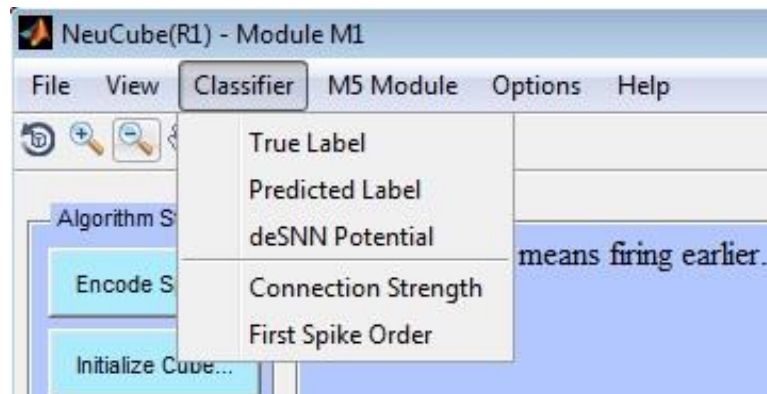 NeuCube(R1) - Module M1
File View Classifier M5 Module Options Help
True Label
Predicted Label
deSNN Potential
Connection Strength
First Spike Order
Algorithm
means firing earlier.
Encode
Initialize Cube...